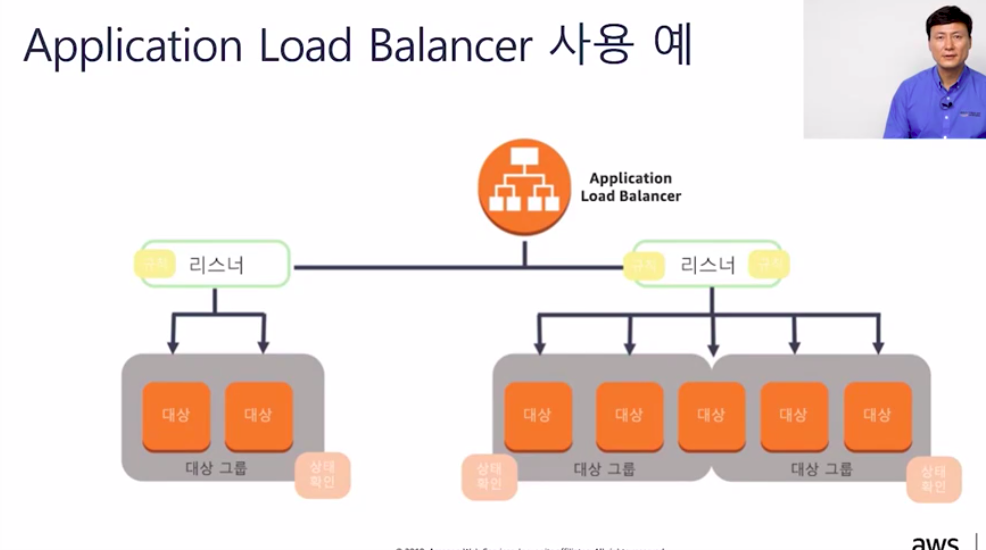 Application Load Balancer 사용 예
Application
Load Balancer
규칙 리스너
규칙 리스너 규칙
대상 대상
대상 그룹
상태
확인
대상 대상 대상 대상 대상
대상 그룹 대상 그룹
상태
확인
상태
확인
aws